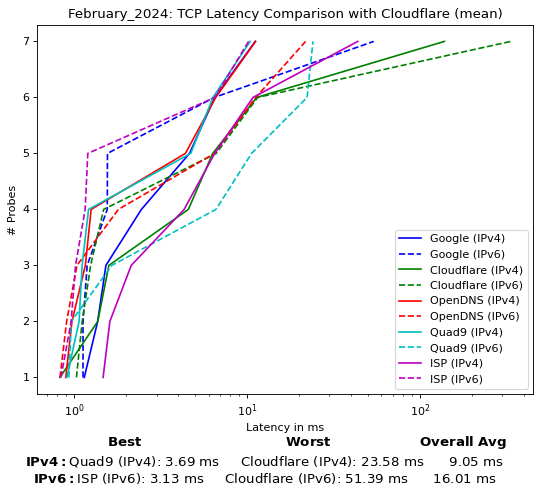 February_2024: TCP Latency Comparison with Cloudflare (mean)
7
6
5
4
3
2
1
# Probes
10^0
10^1
10^2
Latency in ms
Google (IPv4)
Google (IPv6)
Cloudflare (IPv4)
Cloudflare (IPv6)
OpenDNS (IPv4)
OpenDNS (IPv6)
Quad9 (IPv4)
Quad9 (IPv6)
ISP (IPv4)
ISP (IPv6)
Best Worst Overall Avg
IPv4: Quad9 (IPv4): 3.69 ms Cloudflare (IPv4): 23.58 ms 9.05 ms
IPv6: ISP (IPv6): 3.13 ms Cloudflare (IPv6): 51.39 ms 16.01 ms